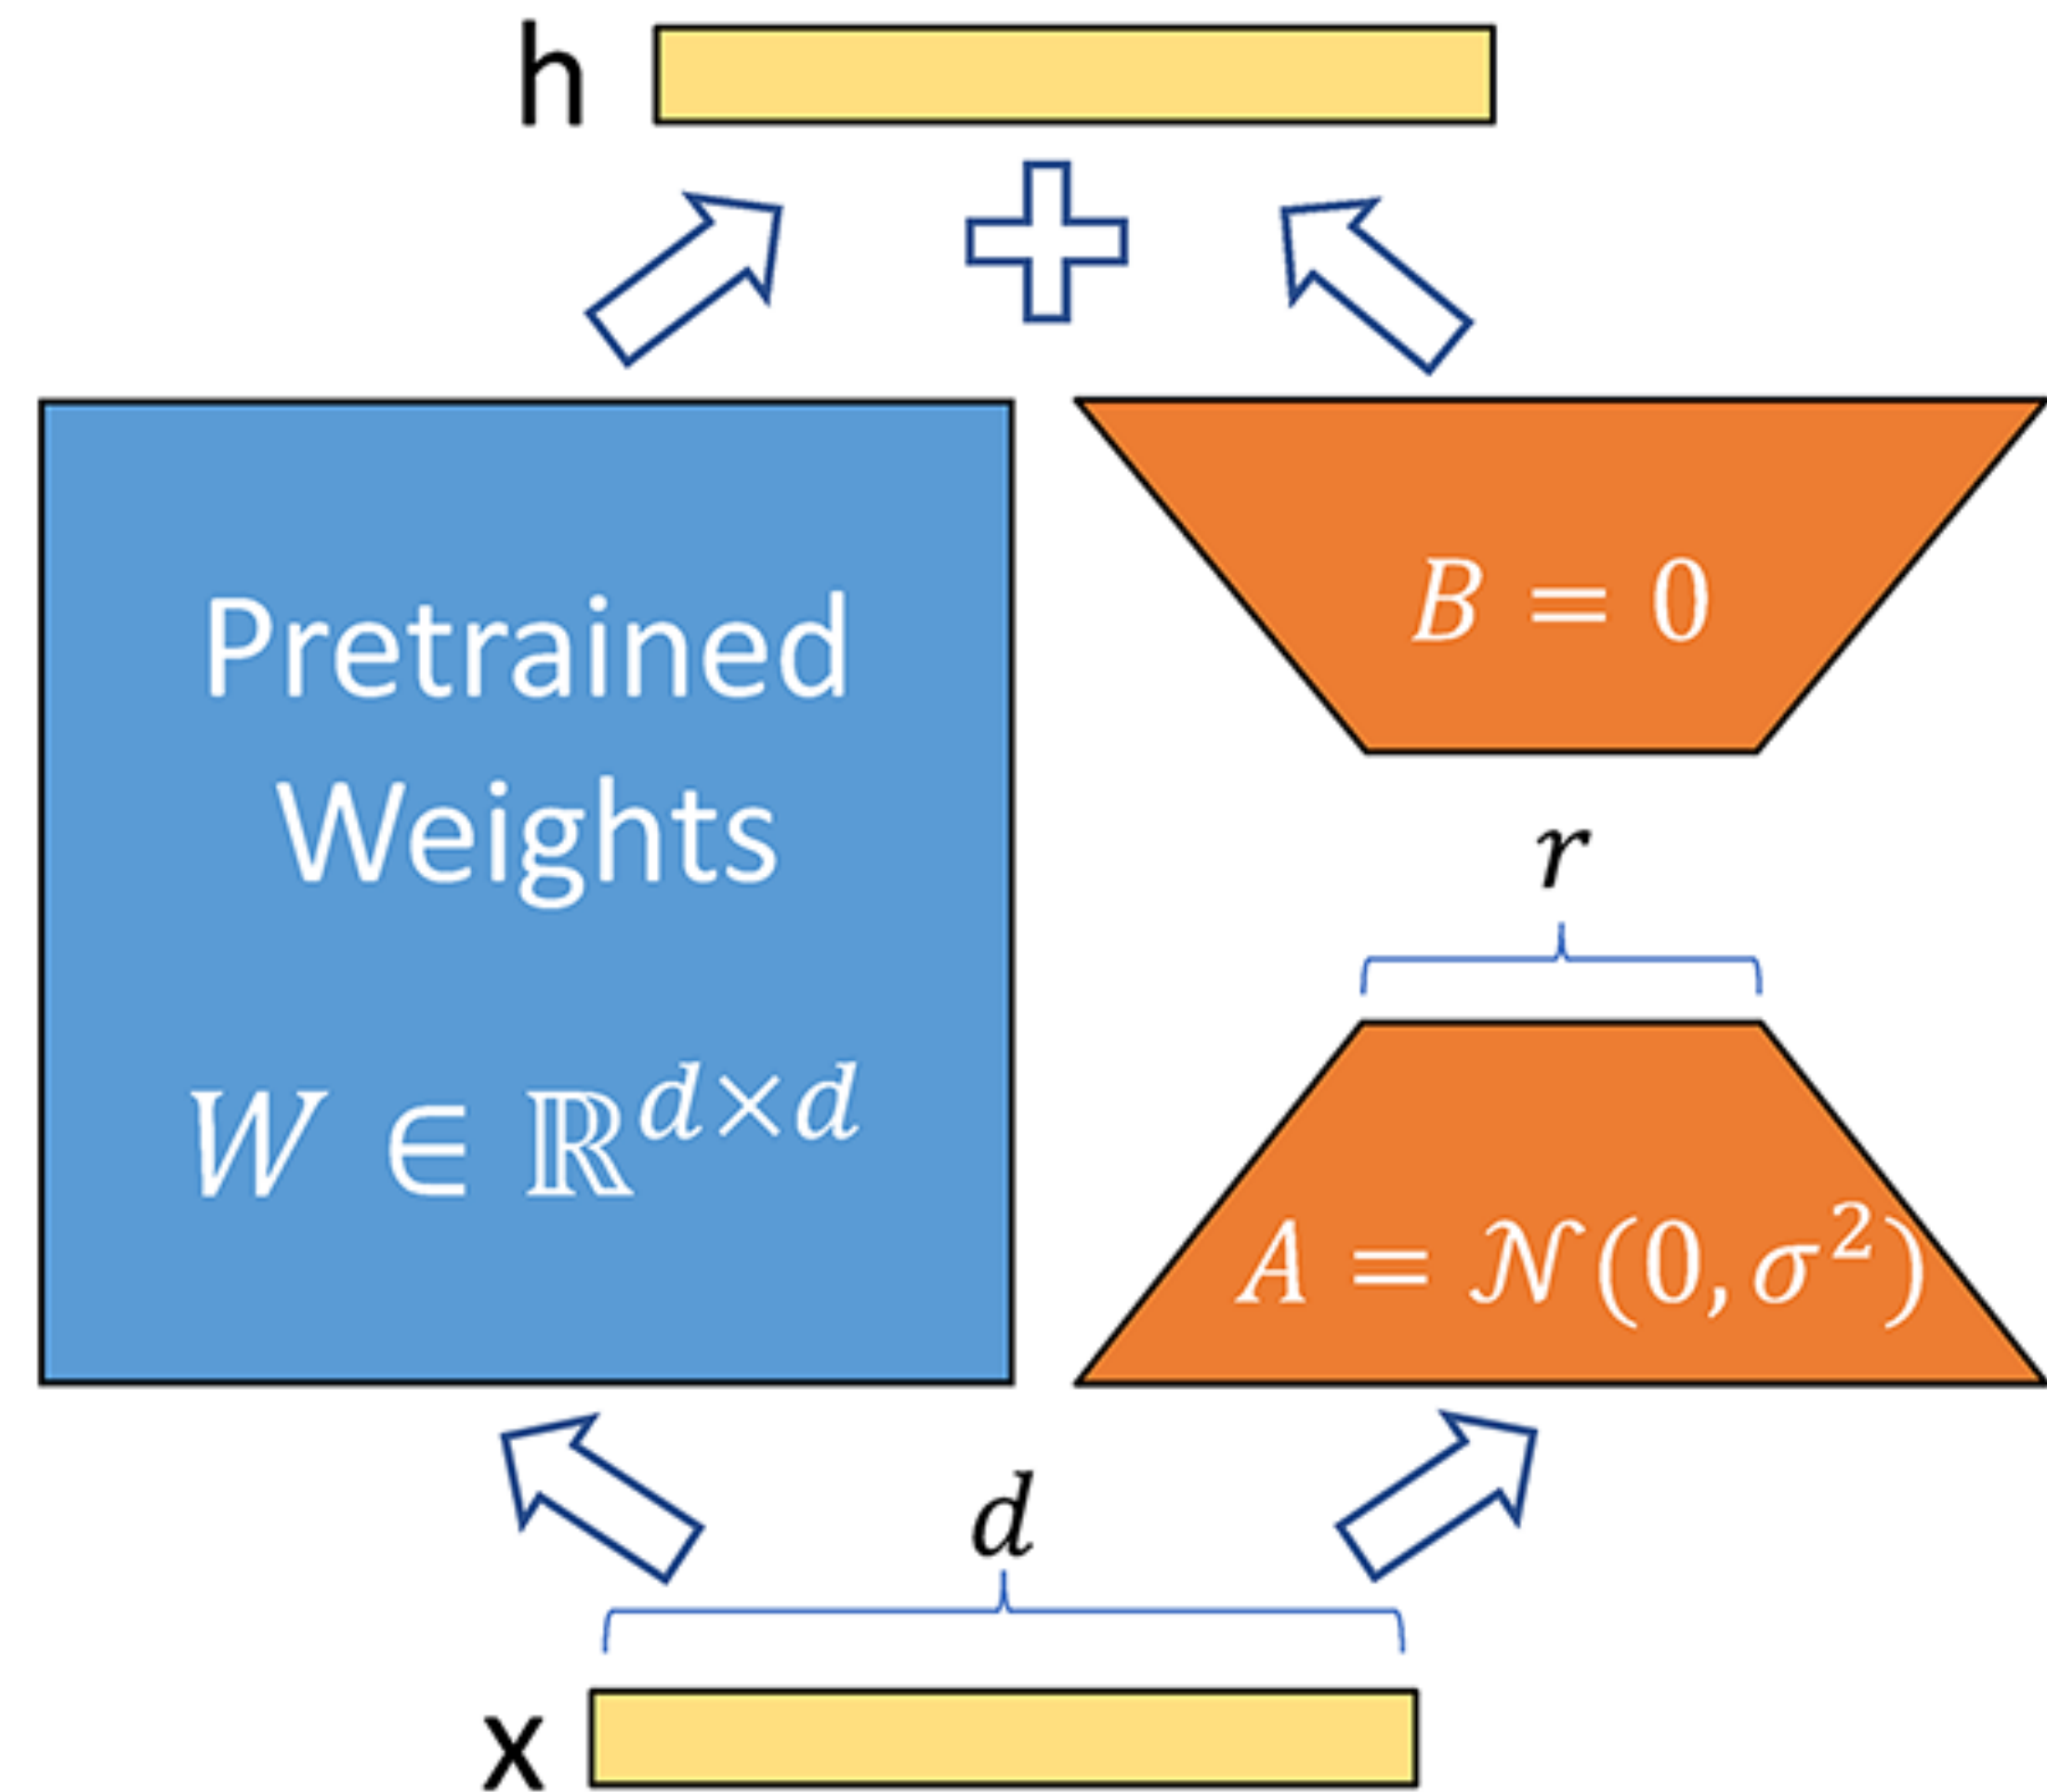 h
Pretrained
Weights
W ∈ ℝ^{d×d}
B = 0
r
A = 𝒩(0, σ²)
d
x